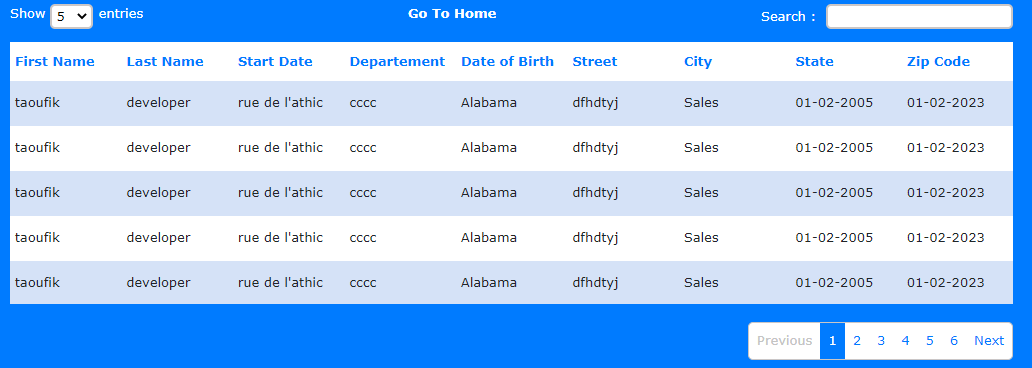 Show 5 entries Go To Home Search :
First Name Last Name Start Date Departement Date of Birth Street City State Zip Code
taoufik developer rue de l'athic cccc Alabama dfhdtyj Sales 01-02-2005 01-02-2023
taoufik developer rue de l'athic cccc Alabama dfhdtyj Sales 01-02-2005 01-02-2023
taoufik developer rue de l'athic cccc Alabama dfhdtyj Sales 01-02-2005 01-02-2023
taoufik developer rue de l'athic cccc Alabama dfhdtyj Sales 01-02-2005 01-02-2023
taoufik developer rue de l'athic cccc Alabama dfhdtyj Sales 01-02-2005 01-02-2023
Previous 1 2 3 4 5 6 Next